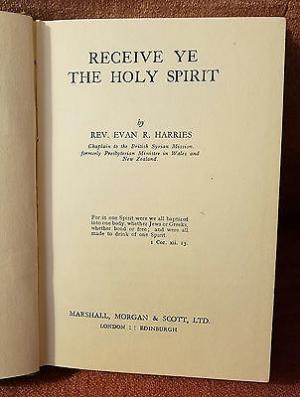 RECEIVE YE
THE HOLY SPIRIT
by
REV. EVAN R. HARRIES
Chaplain to the British Syrian Mission,
formerly Presbyterian Minister in Wales and
New Zealand.
For in one Spirit were we all baptized
into one body, whether Jews or Greeks,
whether bond or free; and were all
made to drink of one Spirit.
1 Cor. xii. 13.
MARSHALL, MORGAN & SCOTT, LTD.
LONDON :: EDINBURGH